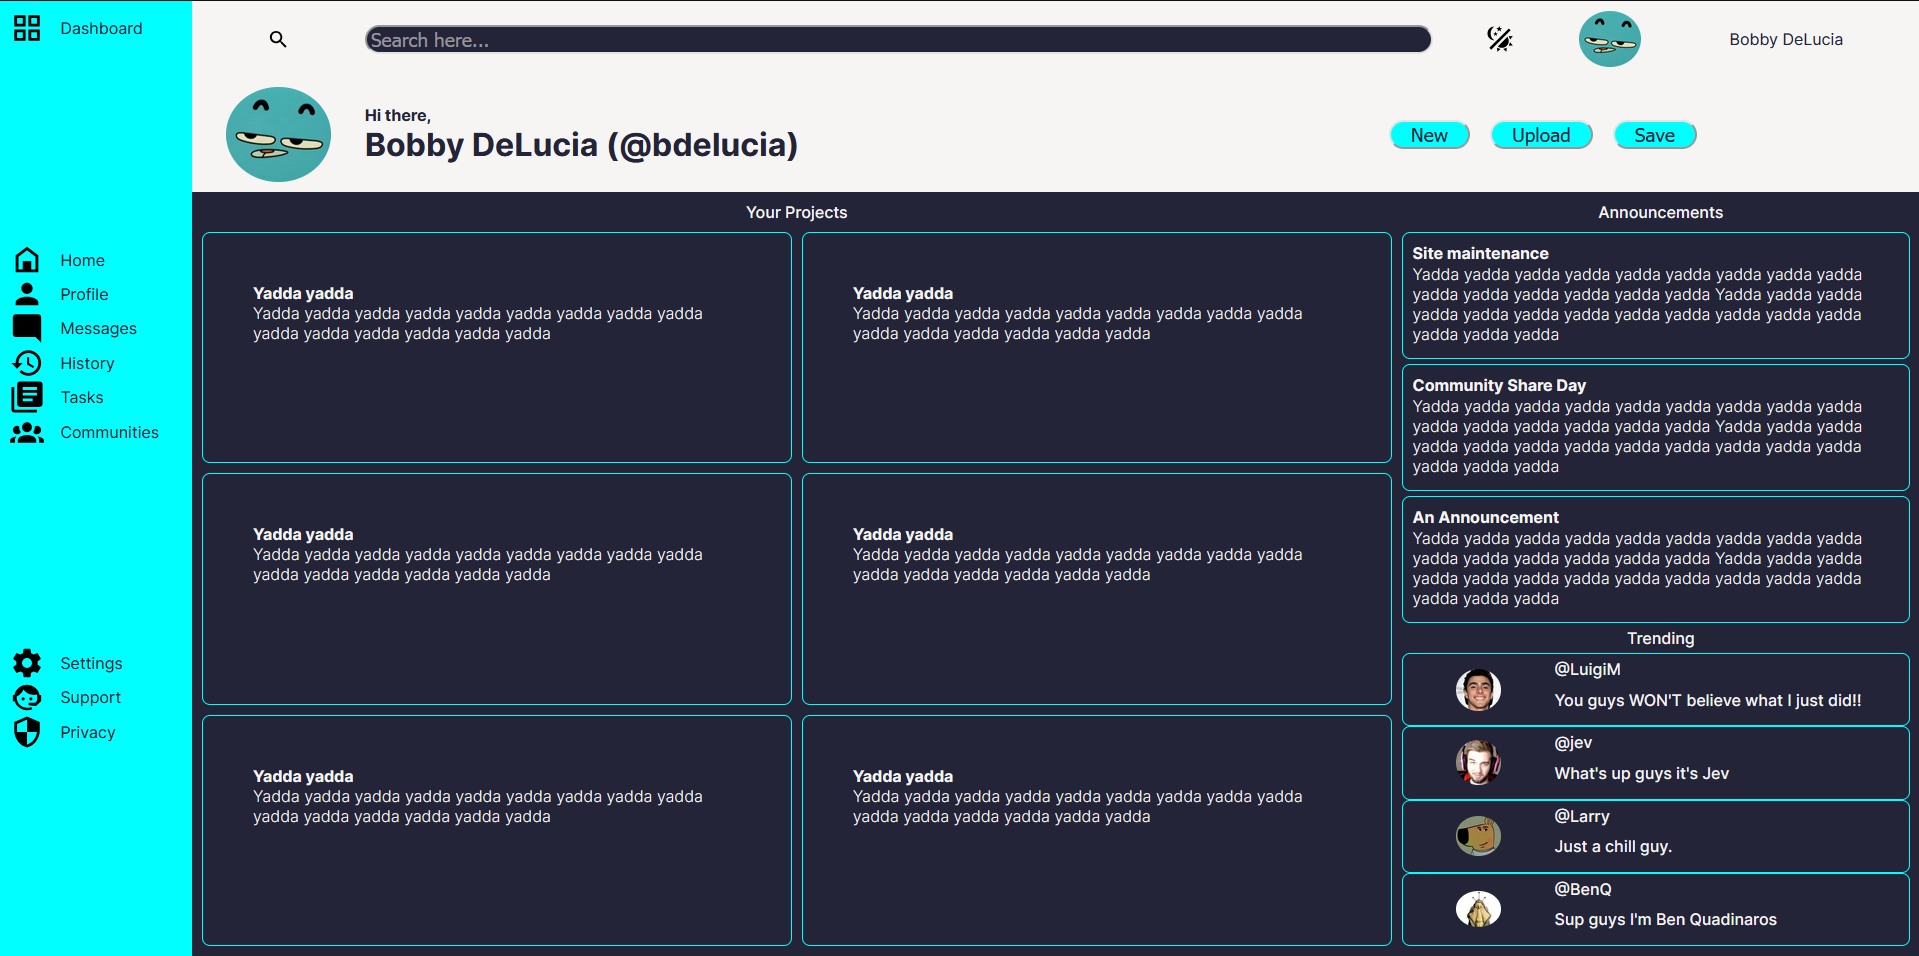 Dashboard
Home
Profile
Messages
History
Tasks
Communities
Settings
Support
Privacy
Search here...
Bobby DeLucia
Hi there,
Bobby DeLucia (@bdelucia)
New
Upload
Save
Your Projects
Yadda yadda
Yadda yadda yadda yadda yadda yadda yadda yadda yadda
yadda yadda yadda yadda yadda yadda
Yadda yadda
Yadda yadda yadda yadda yadda yadda yadda yadda yadda
yadda yadda yadda yadda yadda yadda
Yadda yadda
Yadda yadda yadda yadda yadda yadda yadda yadda yadda
yadda yadda yadda yadda yadda yadda
Yadda yadda
Yadda yadda yadda yadda yadda yadda yadda yadda yadda
yadda yadda yadda yadda yadda yadda
Yadda yadda
Yadda yadda yadda yadda yadda yadda yadda yadda yadda
yadda yadda yadda yadda yadda yadda
Yadda yadda
Yadda yadda yadda yadda yadda yadda yadda yadda yadda
yadda yadda yadda yadda yadda yadda
Announcements
Site maintenance
Yadda yadda yadda yadda yadda yadda yadda yadda yadda
yadda yadda yadda yadda yadda yadda Yadda yadda yadda
yadda yadda yadda yadda yadda yadda yadda yadda yadda
yadda yadda yadda
Community Share Day
Yadda yadda yadda yadda yadda yadda yadda yadda yadda
yadda yadda yadda yadda yadda yadda Yadda yadda yadda
yadda yadda yadda yadda yadda yadda yadda yadda yadda
yadda yadda yadda
An Announcement
Yadda yadda yadda yadda yadda yadda yadda yadda yadda
yadda yadda yadda yadda yadda yadda Yadda yadda yadda
yadda yadda yadda yadda yadda yadda yadda yadda yadda
yadda yadda yadda
Trending
@LuigiM
You guys WON'T believe what I just did!!
@jev
What's up guys it's Jev
@Larry
Just a chill guy.
@BenQ
Sup guys I'm Ben Quadinaros